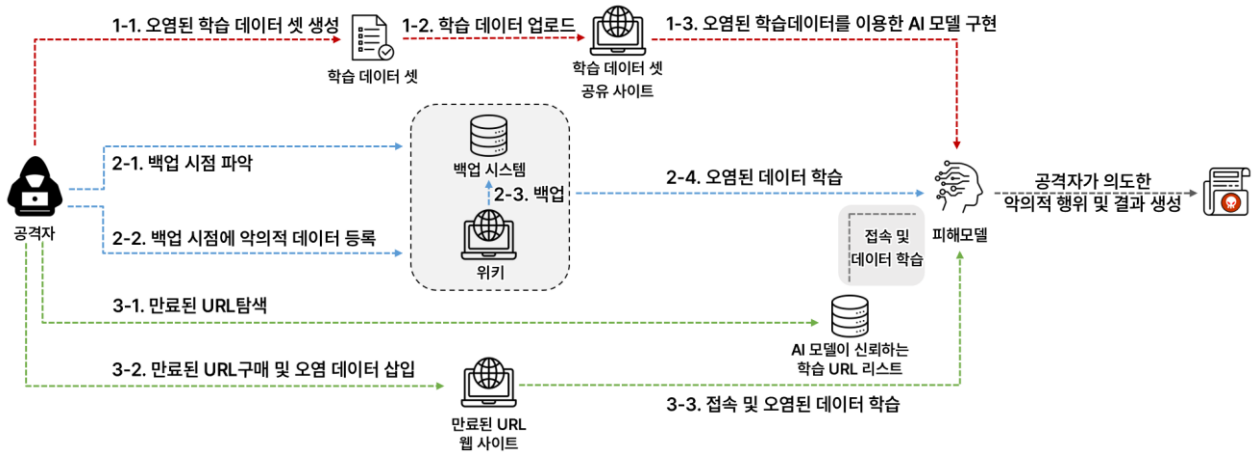 1-1. 오염된 학습 데이터 셋 생성
1-2. 학습 데이터 업로드
1-3. 오염된 학습데이터를 이용한 AI 모델 구현
학습 데이터 셋
학습 데이터 셋
공유 사이트
2-1. 백업 시점 파악
백업 시스템
2-3. 백업
2-4. 오염된 데이터 학습
공격자가 의도한
악의적 행위 및 결과 생성
공격자
2-2. 백업 시점에 악의적 데이터 등록
위키
접속 및
데이터 학습
피해모델
3-1. 만료된 URL탐색
AI 모델이 신뢰하는
학습 URL 리스트
3-2. 만료된 URL구매 및 오염 데이터 삽입
3-3. 접속 및 오염된 데이터 학습
만료된 URL
웹 사이트